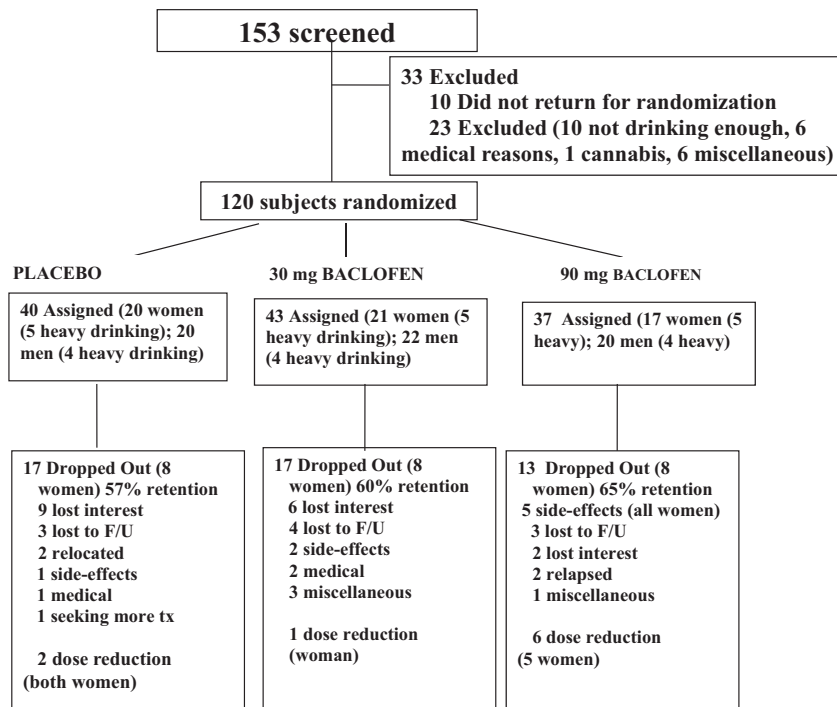 153 screened
33 Excluded
10 Did not return for randomization
23 Excluded (10 not drinking enough, 6
medical reasons, 1 cannabis, 6 miscellaneous)
120 subjects randomized
PLACEBO
40 Assigned (20 women
(5 heavy drinking); 20
men (4 heavy drinking)
17 Dropped Out (8
women) 57% retention
9 lost interest
3 lost to F/U
2 relocated
1 side-effects
1 medical
1 seeking more tx
2 dose reduction
(both women)
30 mg BACLOFEN
43 Assigned (21 women (5
heavy drinking); 22 men
(4 heavy drinking)
17 Dropped Out (8
women) 60% retention
6 lost interest
4 lost to F/U
2 side-effects
2 medical
3 miscellaneous
1 dose reduction
(woman)
90 mg BACLOFEN
37 Assigned (17 women (5
heavy); 20 men (4 heavy)
13 Dropped Out (8
women) 65% retention
5 side-effects (all women)
3 lost to F/U
2 lost interest
2 relapsed
1 miscellaneous
6 dose reduction
(5 women)